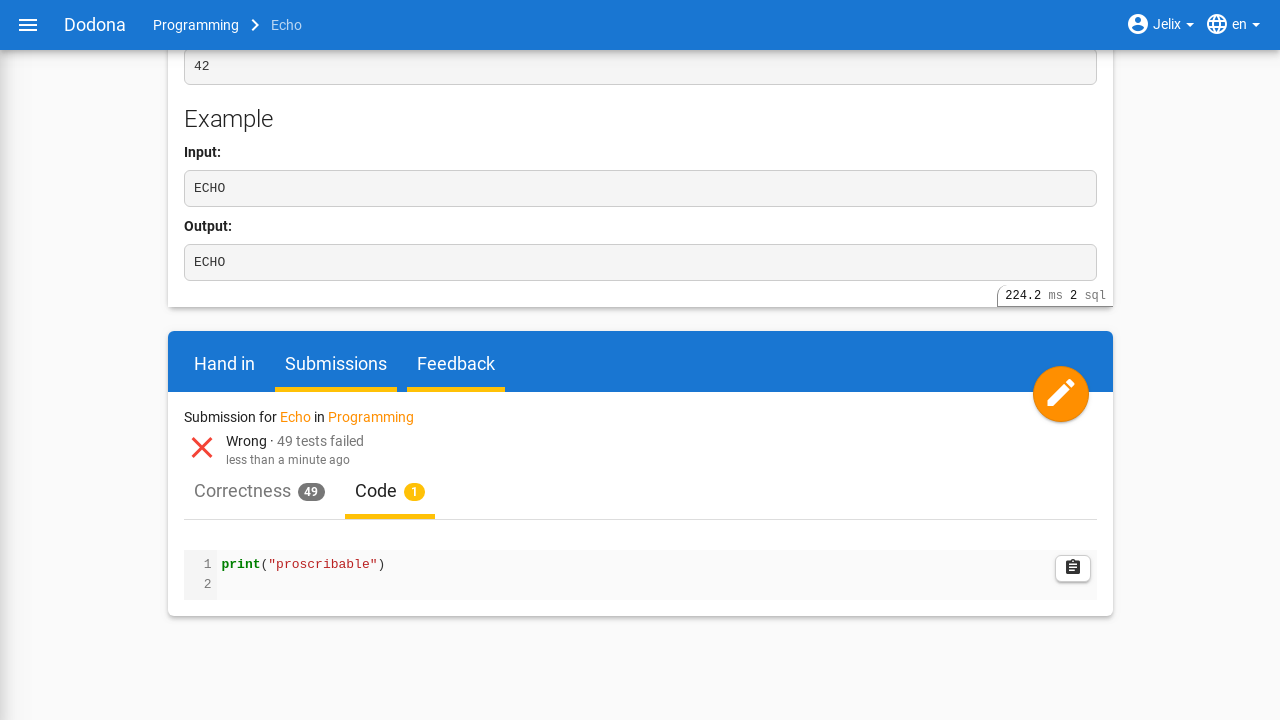 Dodona Programming Echo Jelix en
42
Example
Input:
ECHO
Output:
ECHO
224.2 ms 2 sql
Hand in Submissions Feedback
Submission for Echo in Programming
Wrong · 49 tests failed
less than a minute ago
Correctness 49 Code 1
1 print("proscribable")
2